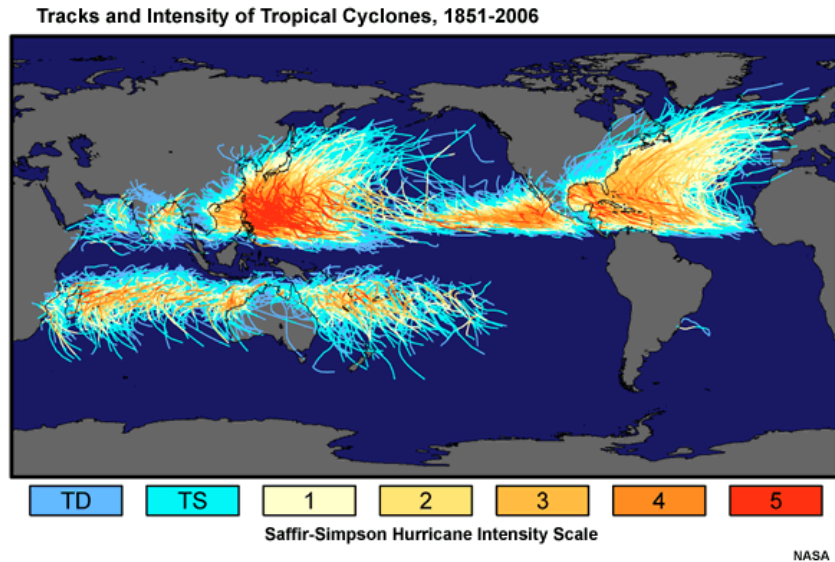 Tracks and Intensity of Tropical Cyclones, 1851-2006
TD TS 1 2 3 4 5
Saffir-Simpson Hurricane Intensity Scale
NASA